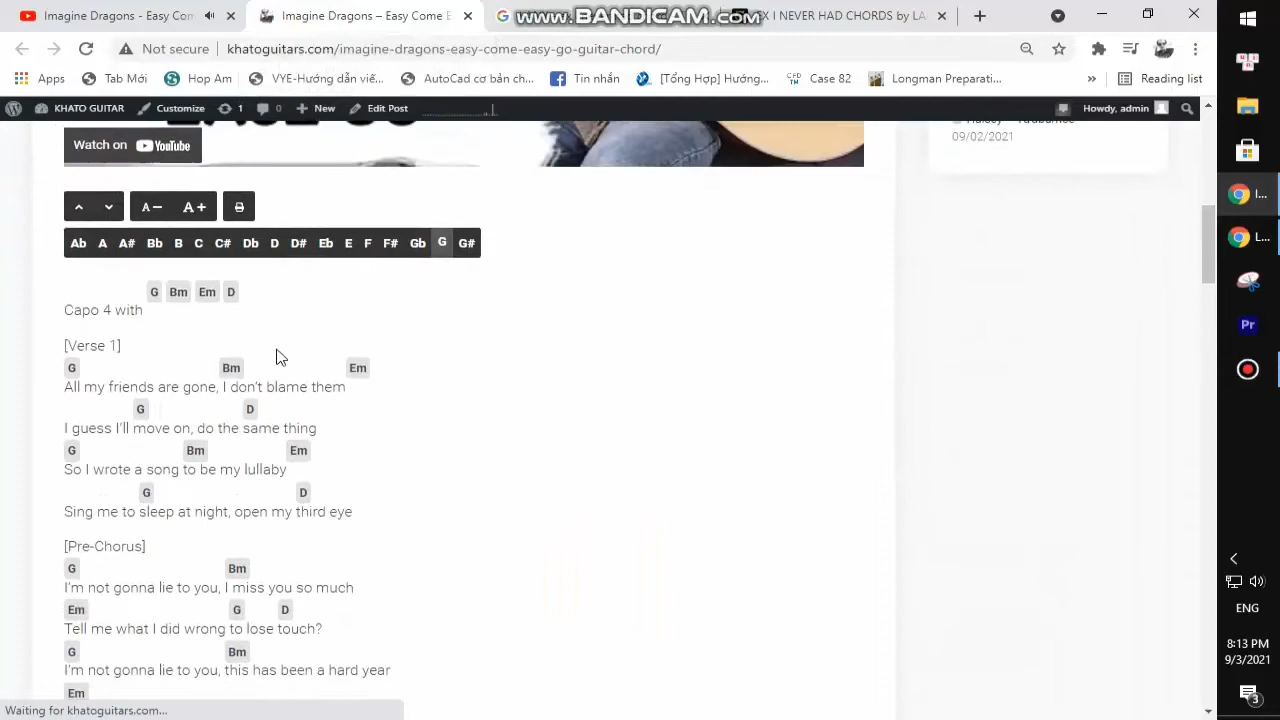 Imagine Dragons - Easy Com
Imagine Dragons – Easy Come E
www.BANDICAM.com
X I NEVER HAD CHORDS by LA
Not secure
khatoguitars.com/imagine-dragons-easy-come-easy-go-guitar-chord/
Apps
Tab Mới
Hop Am
VYE-Hướng dẫn viế...
AutoCad cơ bản ch...
Tin nhắn
[Tổng Hợp] Hướng...
Case 82
Longman Preparati...
»
Reading list
KHATO GUITAR
Customize
1
0
New
Edit Post
Howdy, admin
Watch on YouTube
09/02/2021
A− A+
Ab A A# Bb B C C# Db D D# Eb E F F# Gb G G#
G Bm Em D
Capo 4 with
[Verse 1]
G Bm Em
All my friends are gone, I don’t blame them
G D
I guess I’ll move on, do the same thing
G Bm Em
So I wrote a song to be my lullaby
G D
Sing me to sleep at night, open my third eye
[Pre-Chorus]
G Bm
I’m not gonna lie to you, I miss you so much
Em G D
Tell me what I did wrong to lose touch?
G Bm
I’m not gonna lie to you, this has been a hard year
Em
Waiting for khatoguitars.com...
I...
L...
Pr
ENG
8:13 PM
9/3/2021
3